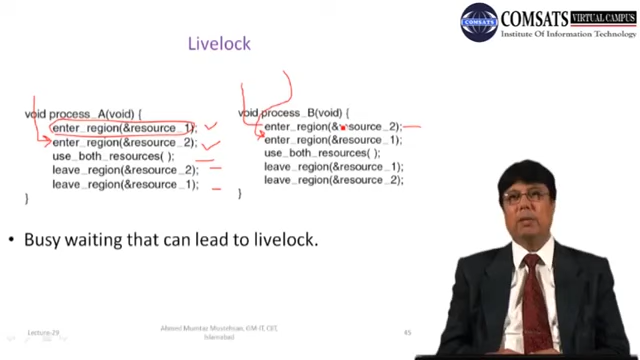 COMSATS VIRTUAL CAMPUS
Institute Of Information Technology
Livelock
void process_A(void) {
enter_region(&resource_1);
enter_region(&resource_2);
use_both_resources( );
leave_region(&resource_2);
leave_region(&resource_1);
}
void process_B(void) {
enter_region(&resource_2);
enter_region(&resource_1);
use_both_resources( );
leave_region(&resource_1);
leave_region(&resource_2);
}
• Busy waiting that can lead to livelock.
Lecture-29
Islamabad
45